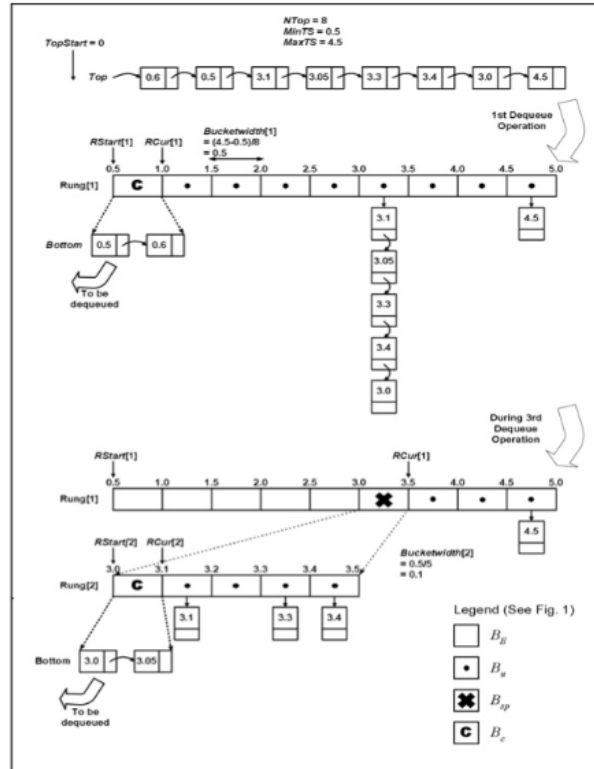 NTop = 8
MinTS = 0.5
MaxTS = 4.5
TopStart = 0
Top 0.6 0.5 3.1 3.05 3.3 3.4 3.0 4.5
1st Dequeue
Operation
RStart[1] RCur[1] Bucketwidth[1]
= (4.5-0.5)/8
= 0.5
0.5 1.0 1.5 2.0 2.5 3.0 3.5 4.0 4.5 5.0
Rung[1] C
3.1 4.5
Bottom 0.5 0.6
3.05
To be
dequeued
3.3
3.4
3.0
During 3rd
Dequeue
Operation
RStart[1] RCur[1]
0.5 1.0 1.5 2.0 2.5 3.0 3.5 4.0 4.5 5.0
Rung[1]
4.5
RStart[2] RCur[2]
Bucketwidth[2]
= 0.5/5
= 0.1
3.0 3.1 3.2 3.3 3.4 3.5
Rung[2] C
3.1 3.3 3.4
Bottom 3.0 3.05
To be
dequeued
Legend (See Fig. 1)
B_E
B_u
B_sp
C B_c